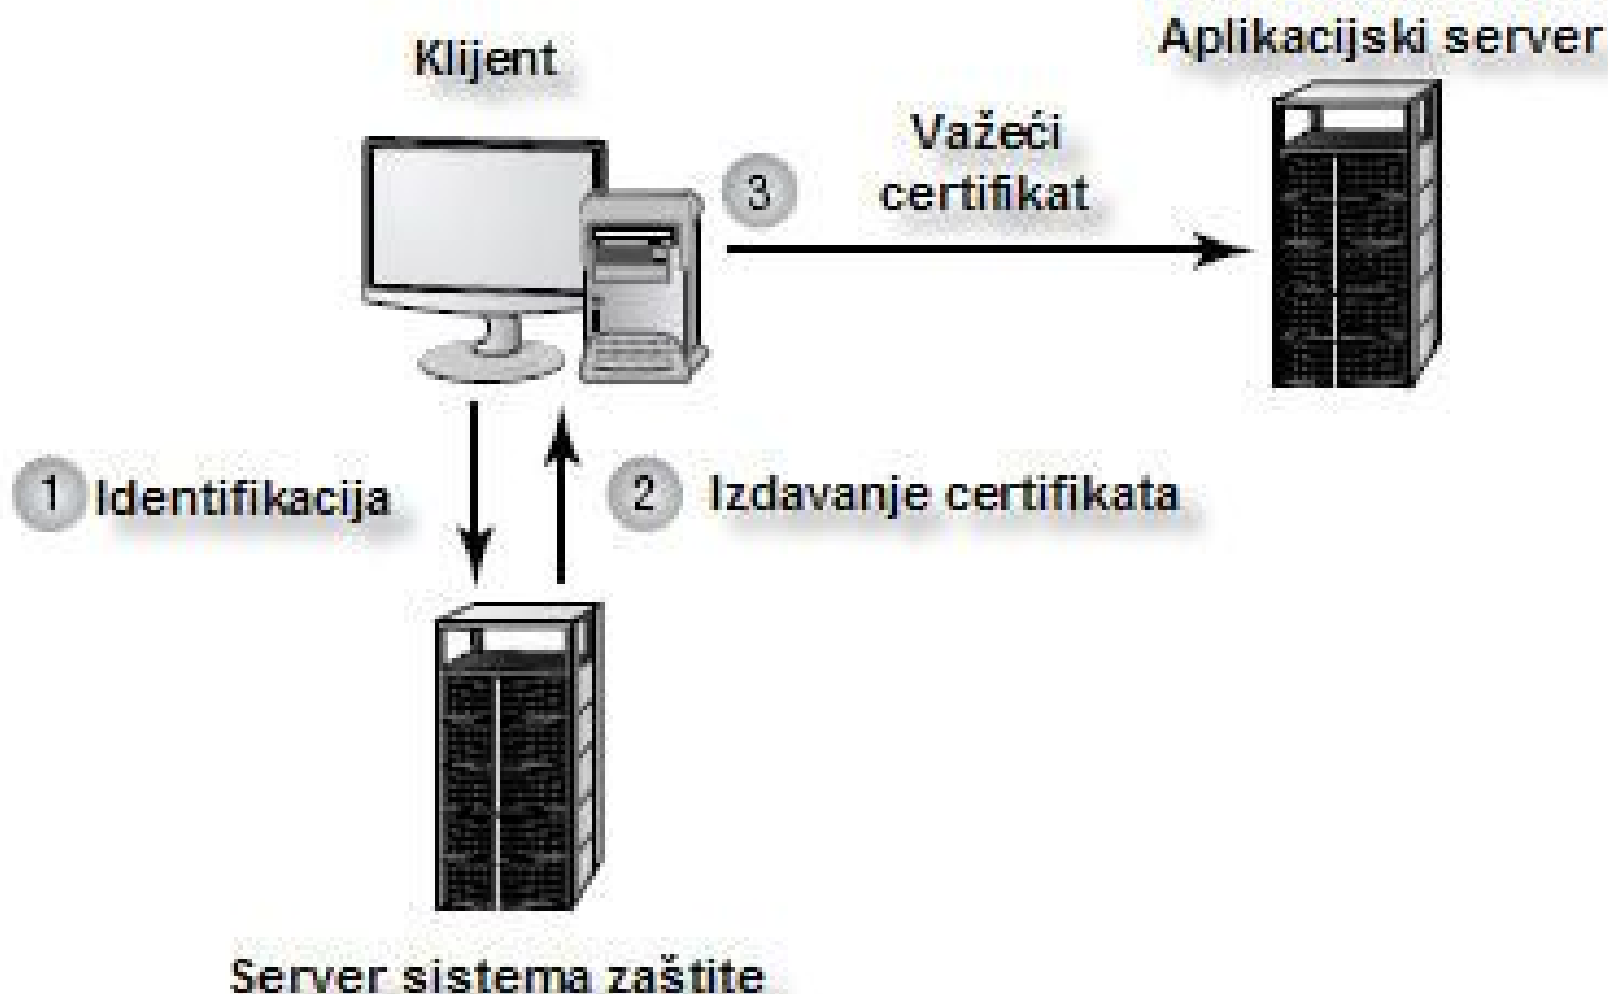 Klijent
Aplikacijski server
3
Važeći
certifikat
1 Identifikacija
2 Izdavanje certifikata
Server sistema zaštite